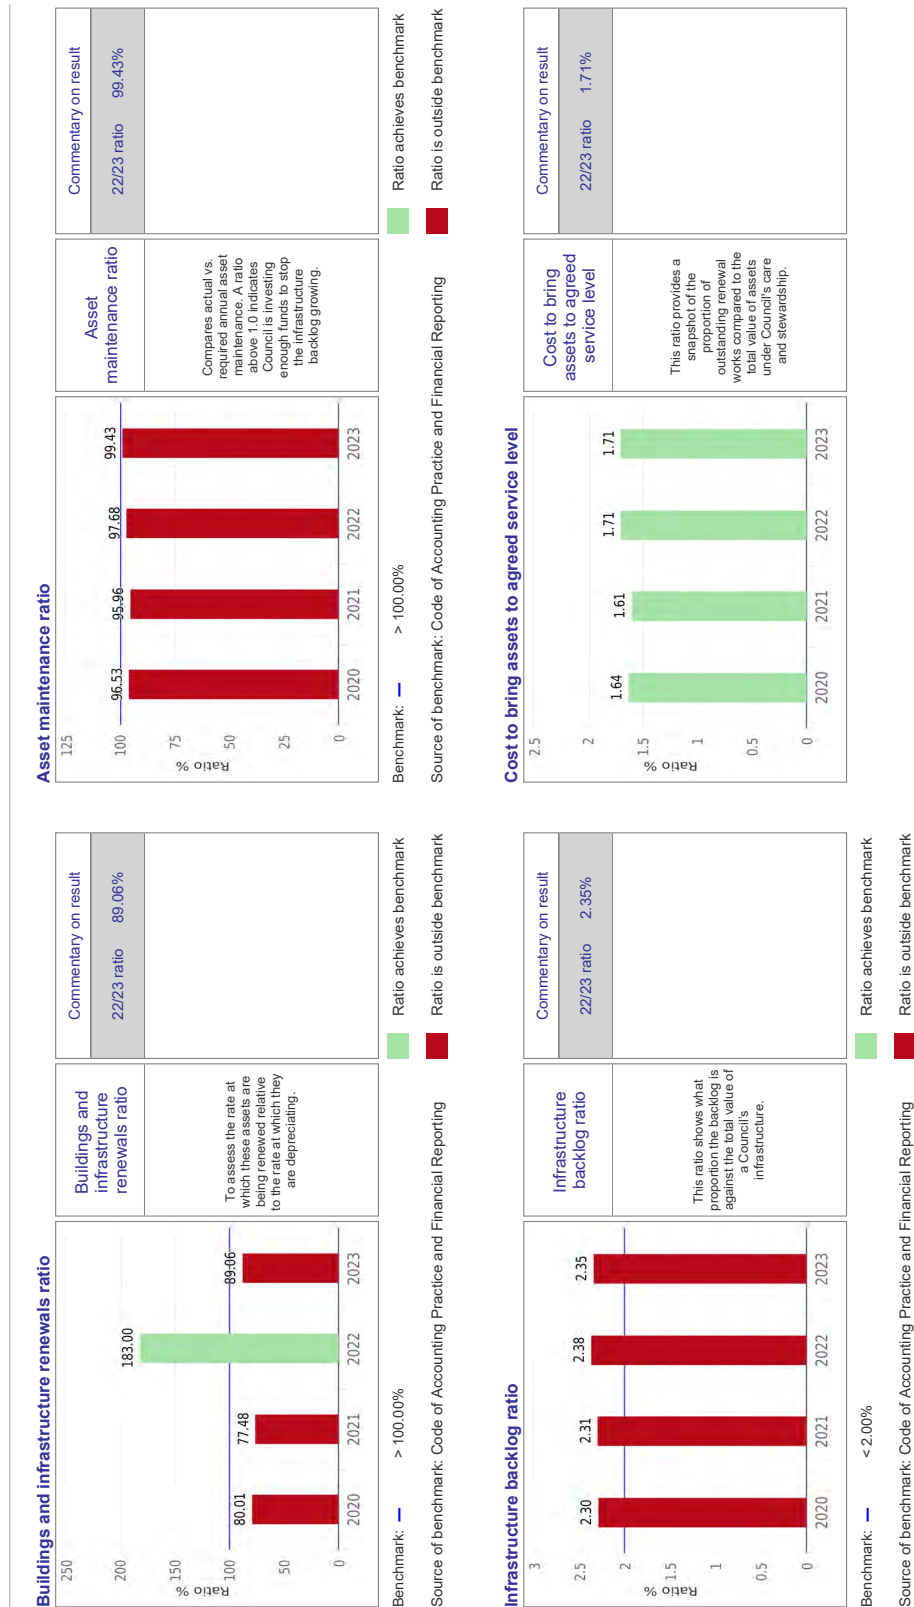 Buildings and infrastructure renewals ratio
250
200
150
100
50
0
Ratio %
80.01
77.48
183.00
89.06
2020
2021
2022
2023
Buildings and
infrastructure
renewals ratio
To assess the rate at
which these assets are
being renewed relative
to the rate at which they
are depreciating.
Commentary on result
22/23 ratio 89.06%
Benchmark: > 100.00%
Source of benchmark: Code of Accounting Practice and Financial Reporting
Ratio achieves benchmark
Ratio is outside benchmark
Asset maintenance ratio
125
100
75
50
25
0
Ratio %
96.53
95.96
97.68
99.43
2020
2021
2022
2023
Asset
maintenance ratio
Compares actual vs.
required annual asset
maintenance. A ratio
above 1.0 indicates
Council is investing
enough funds to stop
the infrastructure
backlog growing.
Commentary on result
22/23 ratio 99.43%
Benchmark: > 100.00%
Source of benchmark: Code of Accounting Practice and Financial Reporting
Ratio achieves benchmark
Ratio is outside benchmark
Infrastructure backlog ratio
3
2.5
2
1.5
1
0.5
0
Ratio %
2.30
2.31
2.38
2.35
2020
2021
2022
2023
Infrastructure
backlog ratio
This ratio shows what
proportion the backlog is
against the total value of
a Council's
infrastructure.
Commentary on result
22/23 ratio 2.35%
Benchmark: < 2.00%
Source of benchmark: Code of Accounting Practice and Financial Reporting
Ratio achieves benchmark
Ratio is outside benchmark
Cost to bring assets to agreed service level
2.5
2
1.5
1
0.5
0
Ratio %
1.64
1.61
1.71
1.71
2020
2021
2022
2023
Cost to bring
assets to agreed
service level
This ratio provides a
snapshot of the
proportion of
outstanding renewal
works compared to the
total value of assets
under Council's care
and stewardship.
Commentary on result
22/23 ratio 1.71%